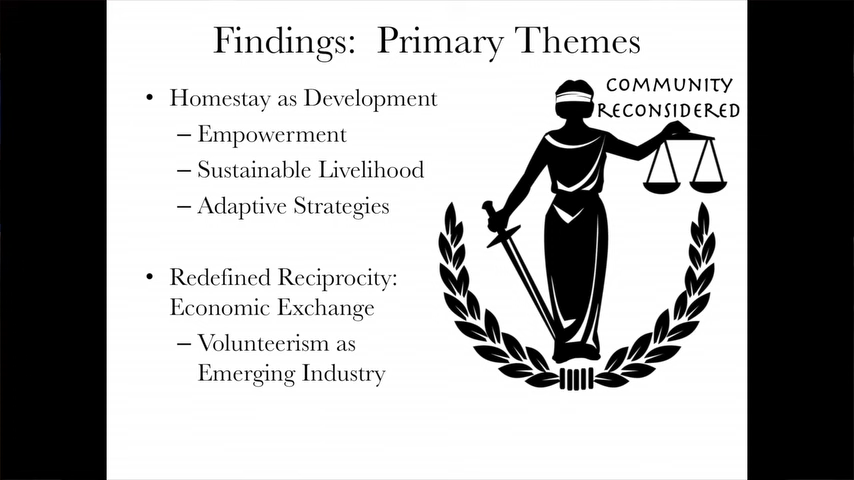 Findings: Primary Themes
• Homestay as Development
– Empowerment
– Sustainable Livelihood
– Adaptive Strategies
• Redefined Reciprocity:
Economic Exchange
– Volunteerism as
Emerging Industry
COMMUNITY
RECONSIDERED